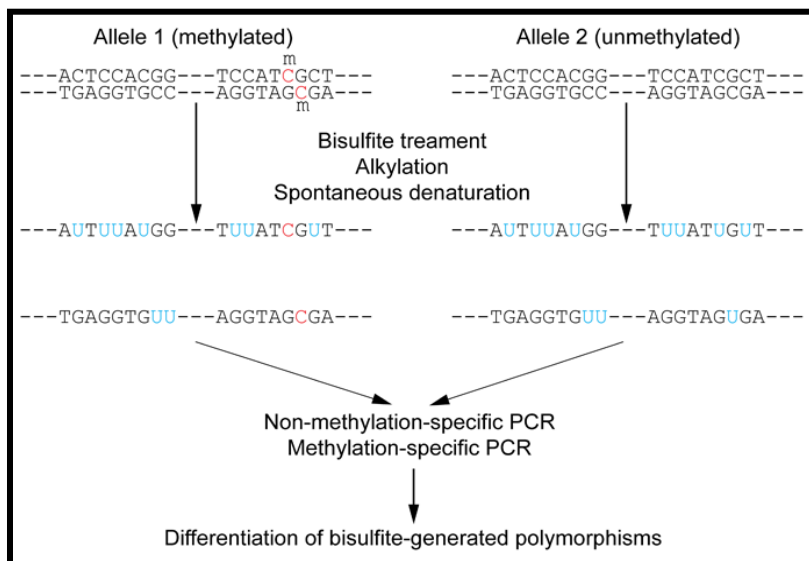 Allele 1 (methylated) Allele 2 (unmethylated)
m
---ACTCCACGG---TCCATCGCT--- ---ACTCCACGG---TCCATCGCT---
TGAGGTGCC---AGGTAGCGA TGAGGTGCC---AGGTAGCGA
m
Bisulfite treament
Alkylation
Spontaneous denaturation
---AUTUUAUGG---TUUATCGUT--- ---AUTUUAUGG---TUUATUGUT---
---TGAGGTGUU---AGGTAGCGA--- ---TGAGGTGUU---AGGTAGUGA---
Non-methylation-specific PCR
Methylation-specific PCR
Differentiation of bisulfite-generated polymorphisms